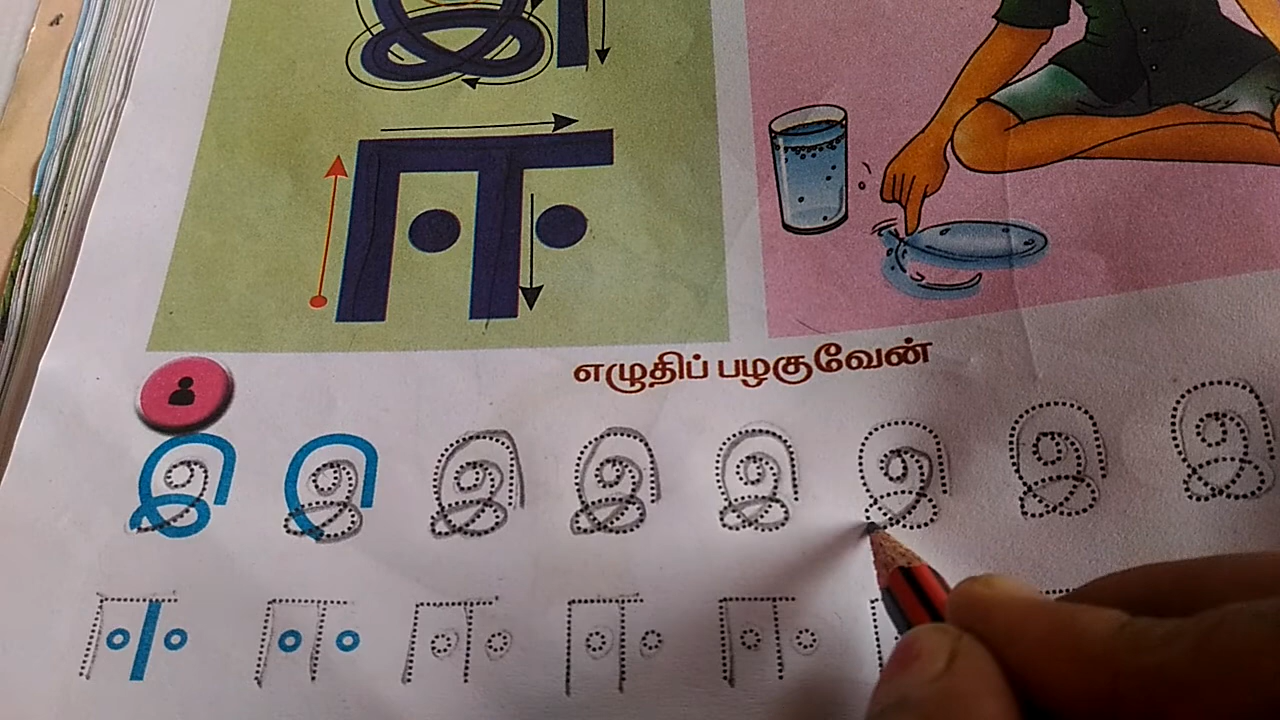 இ
ஈ
எழுதிப் பழகுவேன்
இ இ இ இ இ இ இ இ
ஈ ஈ ஈ ஈ ஈ